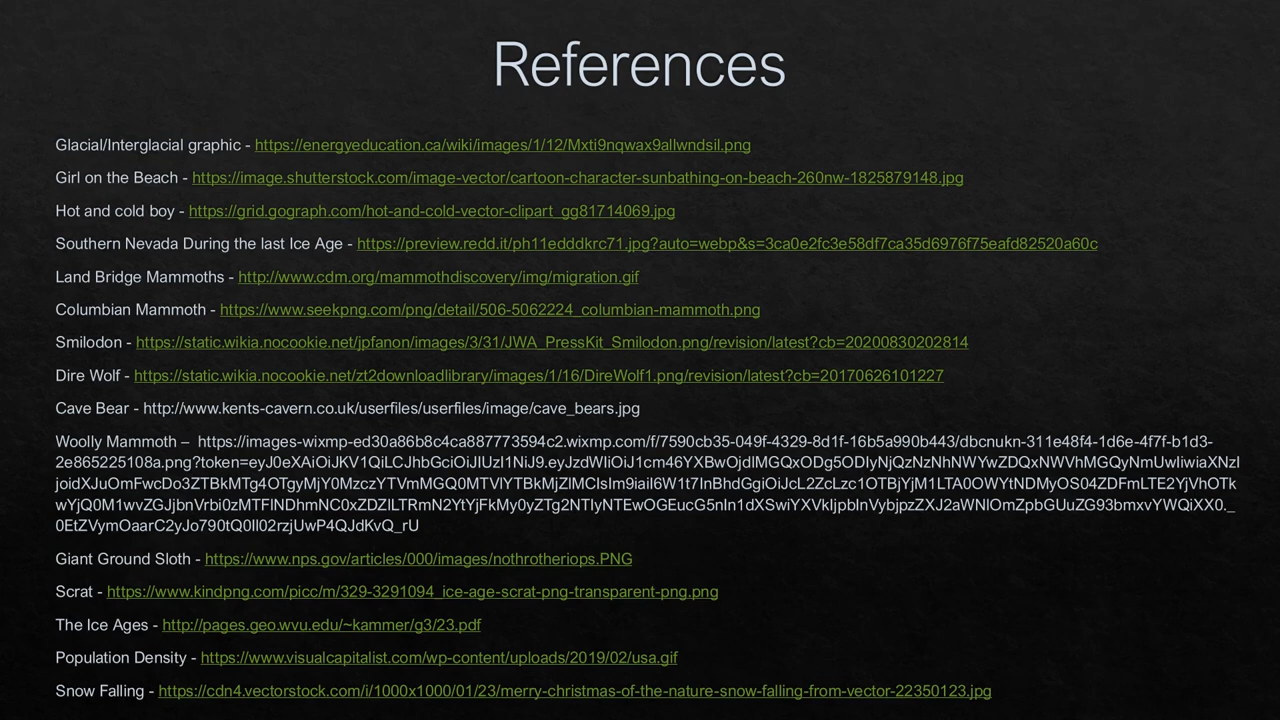 References
Glacial/Interglacial graphic - https://energyeducation.ca/wiki/images/1/12/Mxti9nqwax9allwndsil.png
Girl on the Beach - https://image.shutterstock.com/image-vector/cartoon-character-sunbathing-on-beach-260nw-1825879148.jpg
Hot and cold boy - https://grid.gograph.com/hot-and-cold-vector-clipart_gg81714069.jpg
Southern Nevada During the last Ice Age - https://preview.redd.it/ph11edddkrc71.jpg?auto=webp&s=3ca0e2fc3e58df7ca35d6976f75eafd82520a60c
Land Bridge Mammoths - http://www.cdm.org/mammothdiscovery/img/migration.gif
Columbian Mammoth - https://www.seekpng.com/png/detail/506-5062224_columbian-mammoth.png
Smilodon - https://static.wikia.nocookie.net/jpfanon/images/3/31/JWA_PressKit_Smilodon.png/revision/latest?cb=20200830202814
Dire Wolf - https://static.wikia.nocookie.net/zt2downloadlibrary/images/1/16/DireWolf1.png/revision/latest?cb=20170626101227
Cave Bear - http://www.kents-cavern.co.uk/userfiles/userfiles/image/cave_bears.jpg
Woolly Mammoth – https://images-wixmp-ed30a86b8c4ca887773594c2.wixmp.com/f/7590cb35-049f-4329-8d1f-16b5a990b443/dbcnukn-311e48f4-1d6e-4f7f-b1d3-
2e865225108a.png?token=eyJ0eXAiOiJKV1QiLCJhbGciOiJIUzI1NiJ9.eyJzdWIiOiJ1cm46YXBwOjdlMGQxODg5ODIyNjQzNzNhNWYwZDQxNWVhMGQyNmUwIiwiaXNzI
joidXJuOmFwcDo3ZTBkMTg4OTgyMjY0MzczYTVmMGQ0MTVlYTBkMjZlMCIsIm9iaiI6W1t7InBhdGgiOiJcL2ZcLzc1OTBjYjM1LTA0OWYtNDMyOS04ZDFmLTE2YjVhOTk
wYjQ0M1wvZGJjbnVrbi0zMTFlNDhmNC0xZDZlLTRmN2YtYjFkMy0yZTg2NTIyNTEwOGEucG5nIn1dXSwiYXVkIjpbInVybjpzZXJ2aWNlOmZpbGUuZG93bmxvYWQiXX0._
0EtZVymOaarC2yJo790tQ0Il02rzjUwP4QJdKvQ_rU
Giant Ground Sloth - https://www.nps.gov/articles/000/images/nothrotheriops.PNG
Scrat - https://www.kindpng.com/picc/m/329-3291094_ice-age-scrat-png-transparent-png.png
The Ice Ages - http://pages.geo.wvu.edu/~kammer/g3/23.pdf
Population Density - https://www.visualcapitalist.com/wp-content/uploads/2019/02/usa.gif
Snow Falling - https://cdn4.vectorstock.com/i/1000x1000/01/23/merry-christmas-of-the-nature-snow-falling-from-vector-22350123.jpg